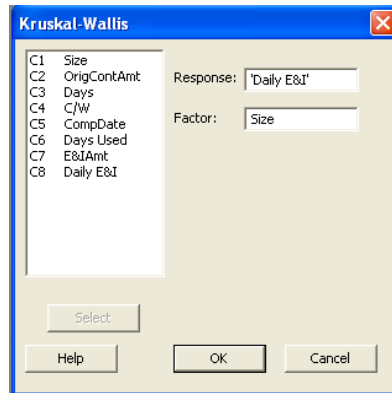 Kruskal-Wallis
C1 Size
C2 OrigContAmt
C3 Days
C4 C/W
C5 CompDate
C6 Days Used
C7 E&IAmt
C8 Daily E&I
Response: 'Daily E&I'
Factor: Size
Select
Help OK Cancel